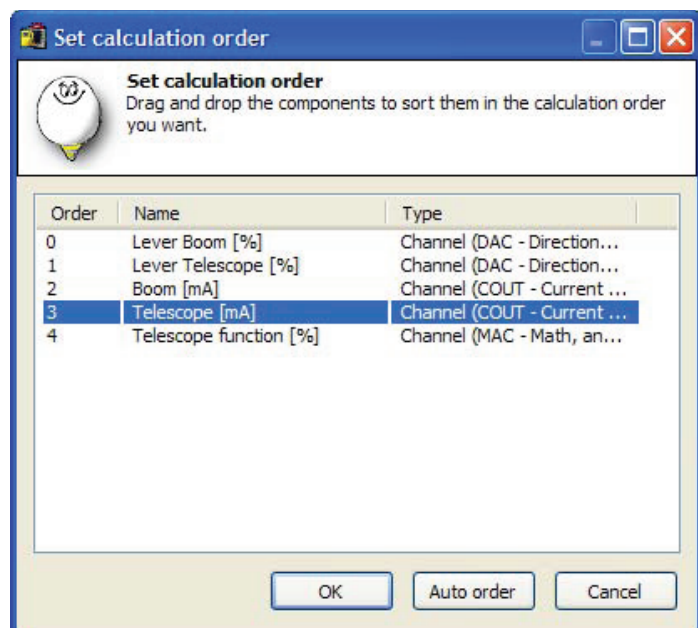 Set calculation order
Set calculation order
Drag and drop the components to sort them in the calculation order
you want.
Order Name Type
0 Lever Boom [%] Channel (DAC - Direction...
1 Lever Telescope [%] Channel (DAC - Direction...
2 Boom [mA] Channel (COUT - Current ...
3 Telescope [mA] Channel (COUT - Current ...
4 Telescope function [%] Channel (MAC - Math, an...
OK Auto order Cancel